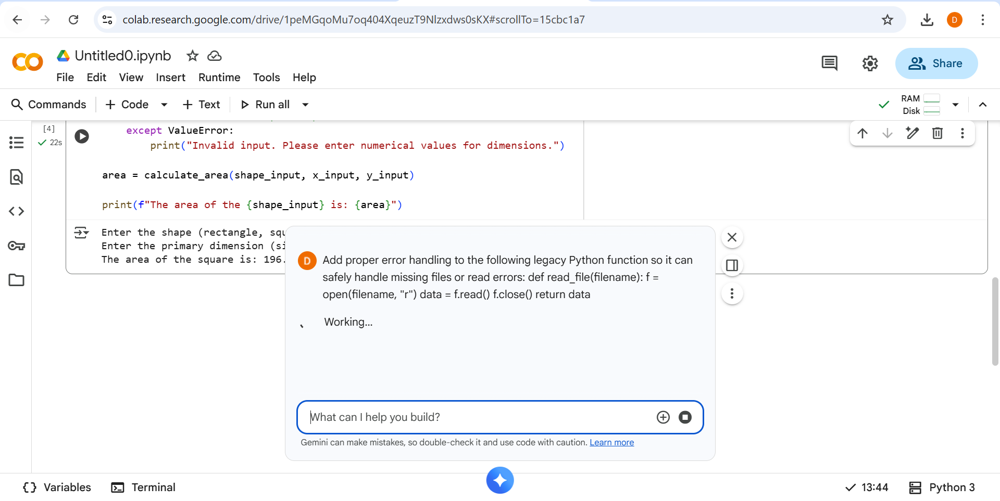 colab.research.google.com/drive/1peMGqoMu7oq404XqeuzT9NIzxdws0sKX#scrollTo=15cbc1a7
D
Untitled0.ipynb
File Edit View Insert Runtime Tools Help
Share
Commands + Code + Text Run all
RAM
Disk
[4]
22s
except ValueError:
print("Invalid input. Please enter numerical values for dimensions.")
area = calculate_area(shape_input, x_input, y_input)
print(f"The area of the {shape_input} is: {area}")
Enter the shape (rectangle, squ
Enter the primary dimension (si
The area of the square is: 196.
D
Add proper error handling to the following legacy Python function so it can
safely handle missing files or read errors: def read_file(filename): f =
open(filename, "r") data = f.read() f.close() return data
Working...
What can I help you build?
Gemini can make mistakes, so double-check it and use code with caution. Learn more
Variables Terminal
13:44 Python 3